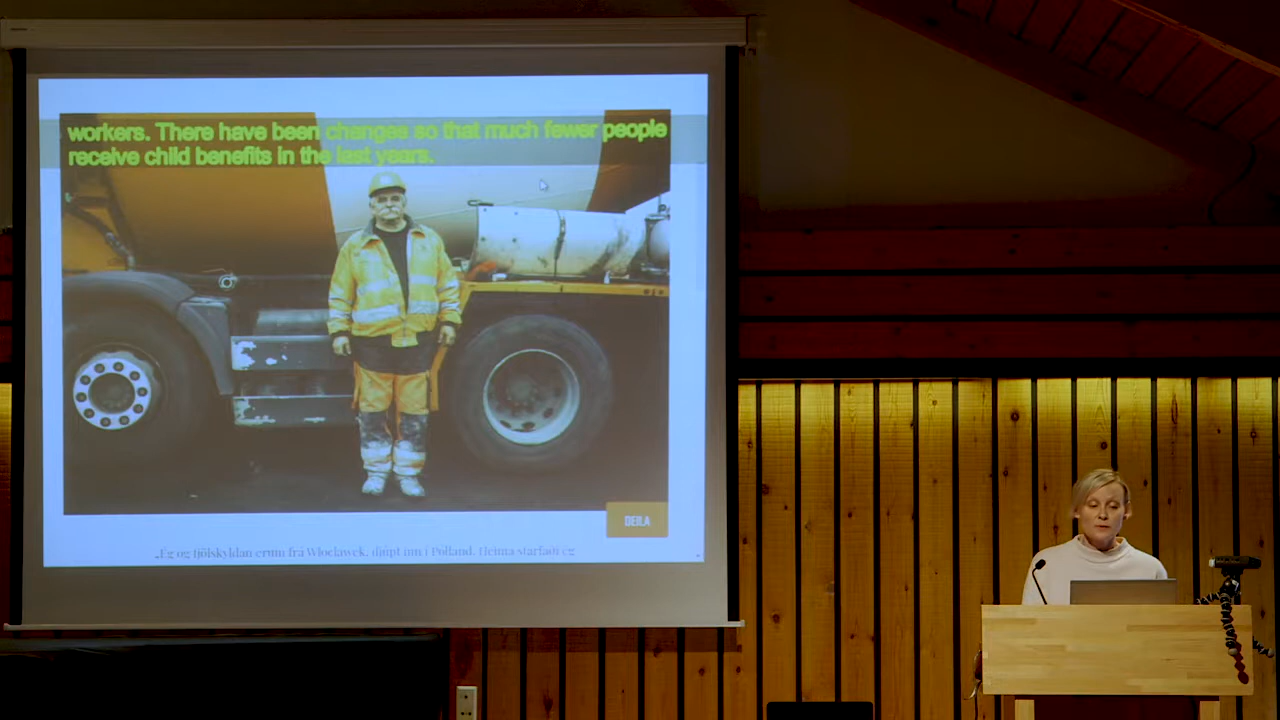 workers. There have been changes so that much fewer people
receive child benefits in the last years.
DEILA
„Ég og fjölskyldan erum frá Wloclawek, djúpt inn í Póllandi. Heima starfaði ég